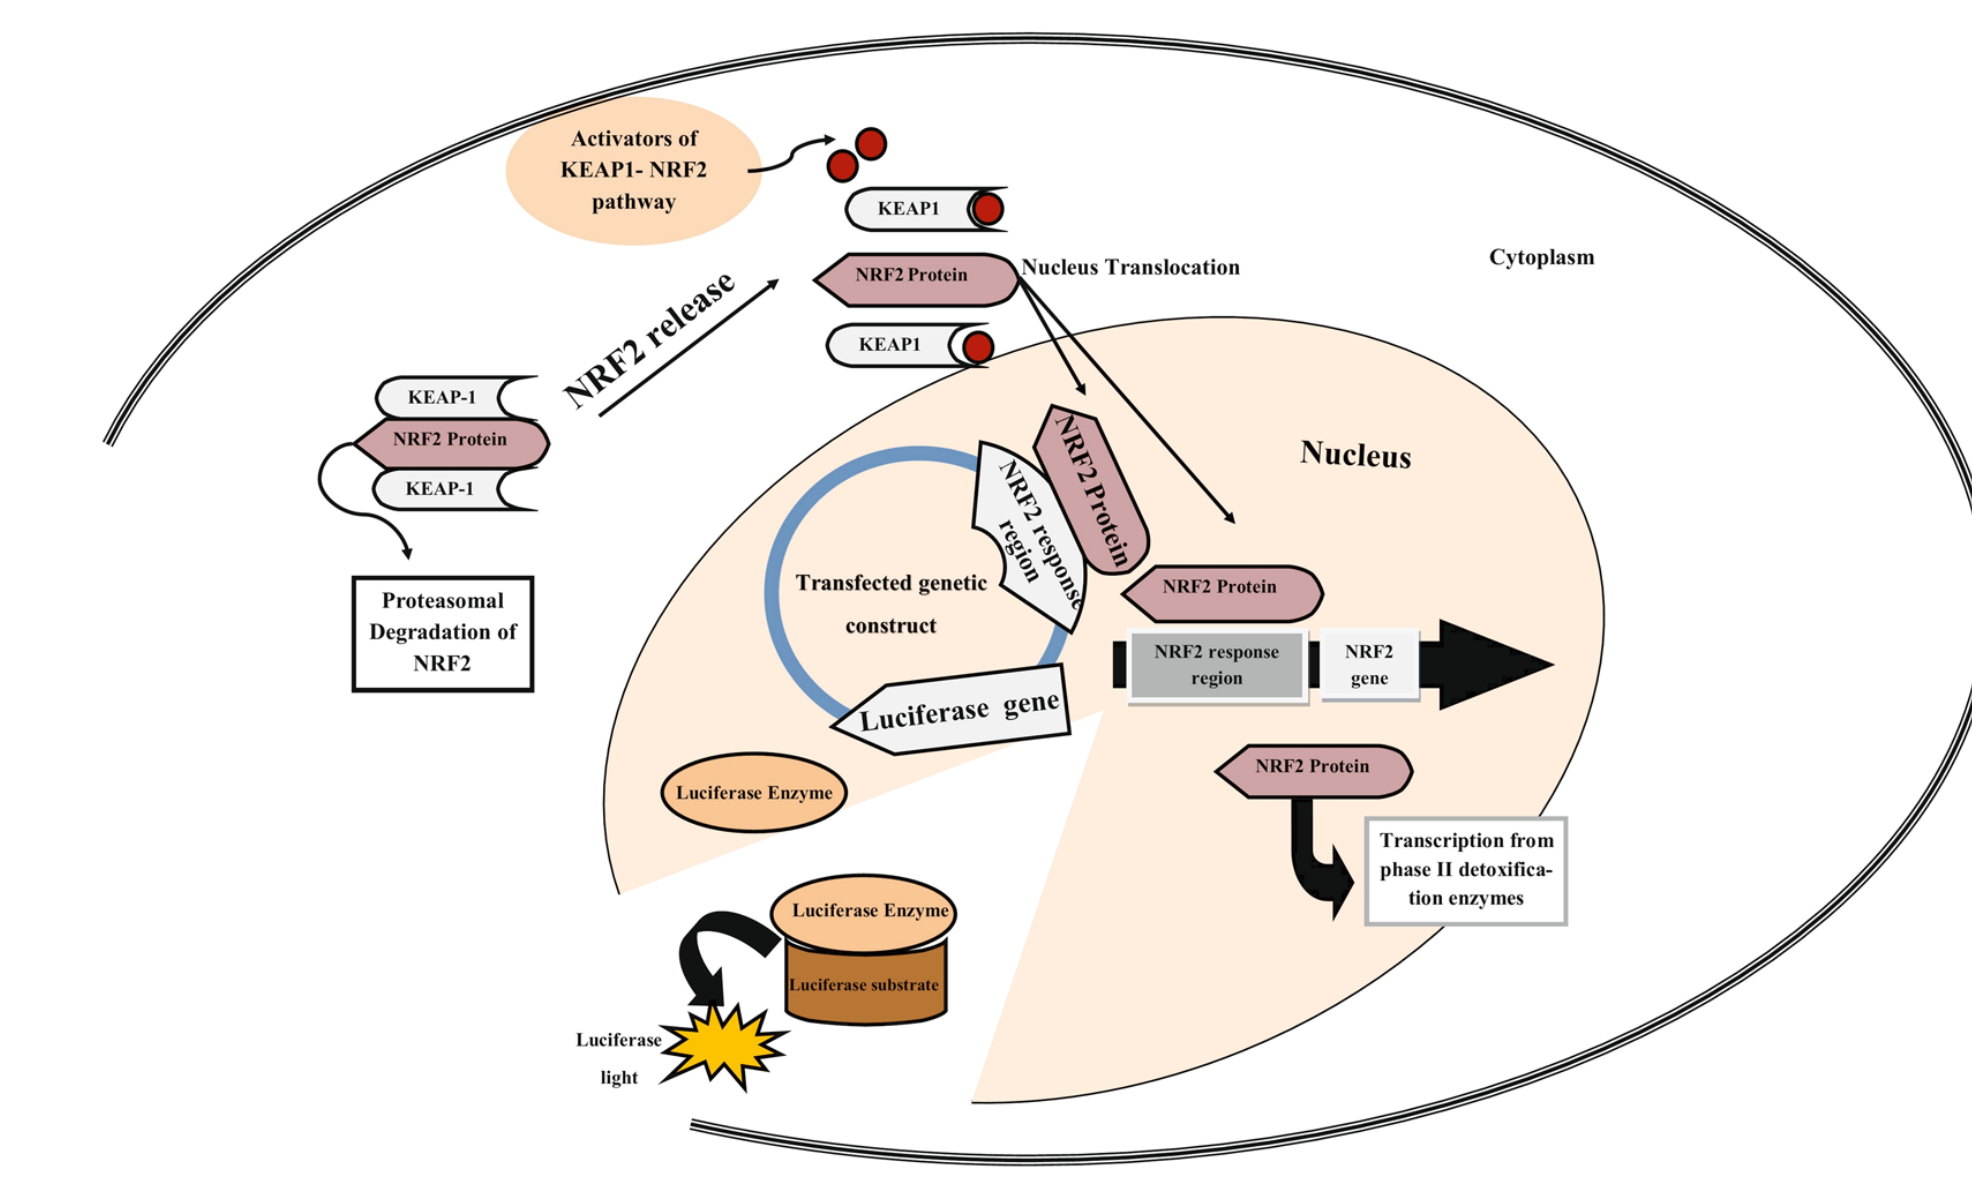 Activators of
KEAP1- NRF2
pathway
KEAP1
NRF2 Protein
Nucleus Translocation
KEAP1
Cytoplasm
NRF2 release
KEAP-1
NRF2 Protein
KEAP-1
Proteasomal
Degradation of
NRF2
Nucleus
NRF2 Protein
NRF2 response
region
Transfected genetic
construct
NRF2 Protein
NRF2 response
region
NRF2
gene
Luciferase gene
Luciferase Enzyme
NRF2 Protein
Transcription from
phase II detoxifica-
tion enzymes
Luciferase Enzyme
Luciferase substrate
Luciferase
light